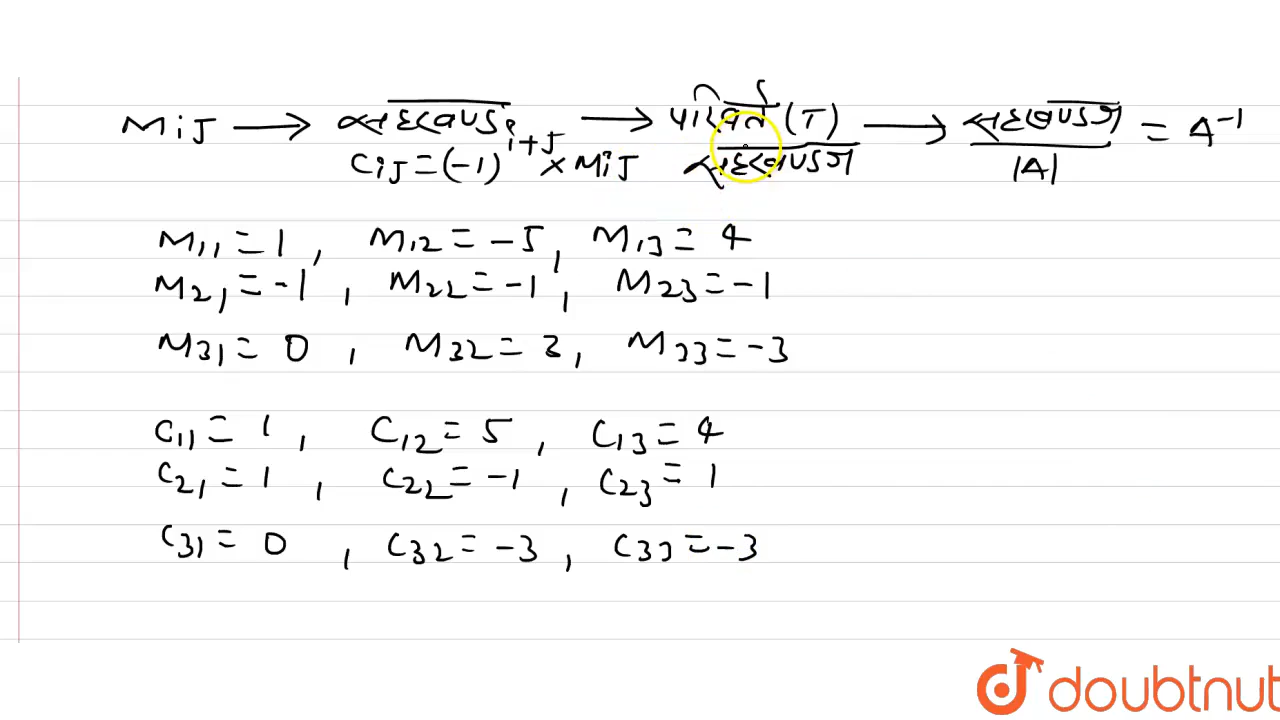 Mij → सहखण्ड → परिवर्त (T) → सहखण्डज = A⁻¹
Cij = (-1)^i+j × Mij सहखण्डज |A|
M11 = 1, M12 = -5, M13 = 4
M21 = -1, M22 = -1, M23 = -1
M31 = 0, M32 = 3, M33 = -3
C11 = 1, C12 = 5, C13 = 4
C21 = 1, C22 = -1, C23 = 1
C31 = 0, C32 = -3, C33 = -3
doubtnut